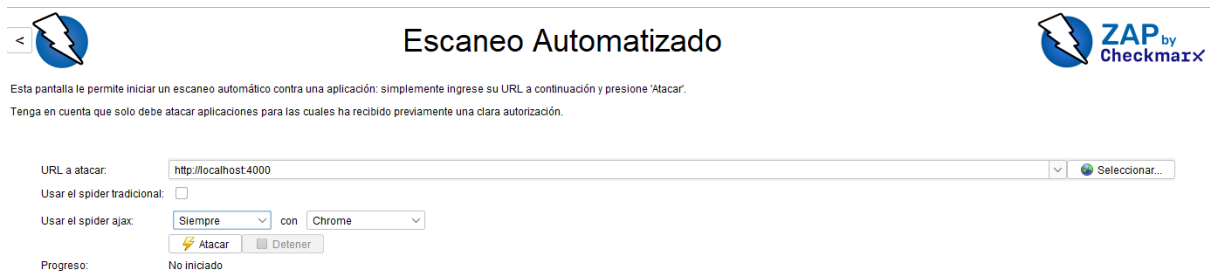 <
Escaneo Automatizado
ZAP by
Checkmarx
Esta pantalla le permite iniciar un escaneo automático contra una aplicación: simplemente ingrese su URL a continuación y presione 'Atacar'.
Tenga en cuenta que solo debe atacar aplicaciones para las cuales ha recibido previamente una clara autorización.
URL a atacar: http://localhost:4000 Seleccionar...
Usar el spider tradicional:
Usar el spider ajax: Siempre con Chrome
Atacar Detener
Progreso: No iniciado